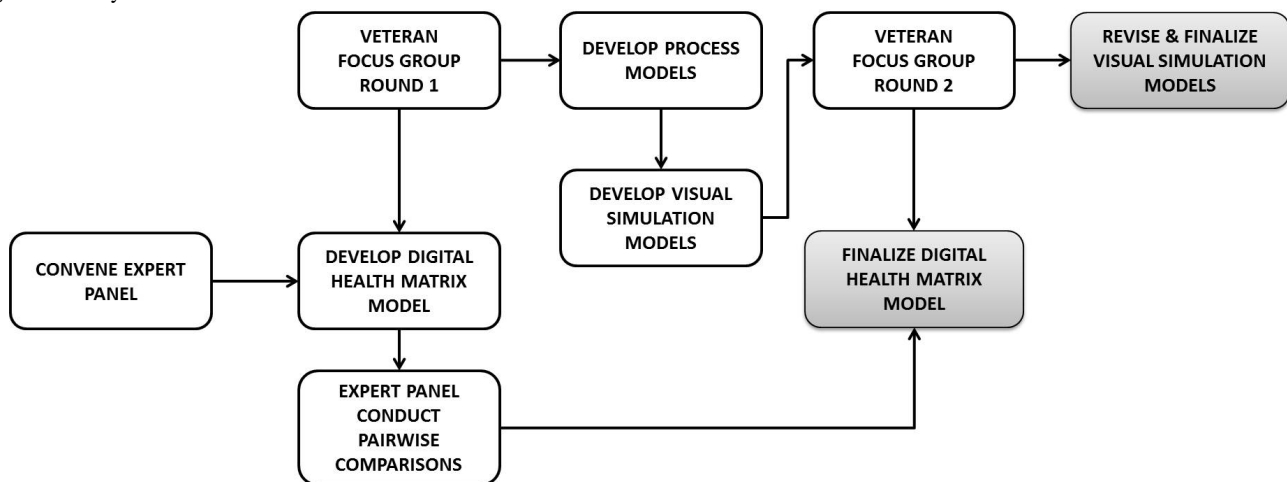 VETERAN
FOCUS GROUP
ROUND 1
DEVELOP PROCESS
MODELS
VETERAN
FOCUS GROUP
ROUND 2
REVISE & FINALIZE
VISUAL SIMULATION
MODELS
DEVELOP VISUAL
SIMULATION
MODELS
CONVENE EXPERT
PANEL
DEVELOP DIGITAL
HEALTH MATRIX
MODEL
FINALIZE DIGITAL
HEALTH MATRIX
MODEL
EXPERT PANEL
CONDUCT
PAIRWISE
COMPARISONS